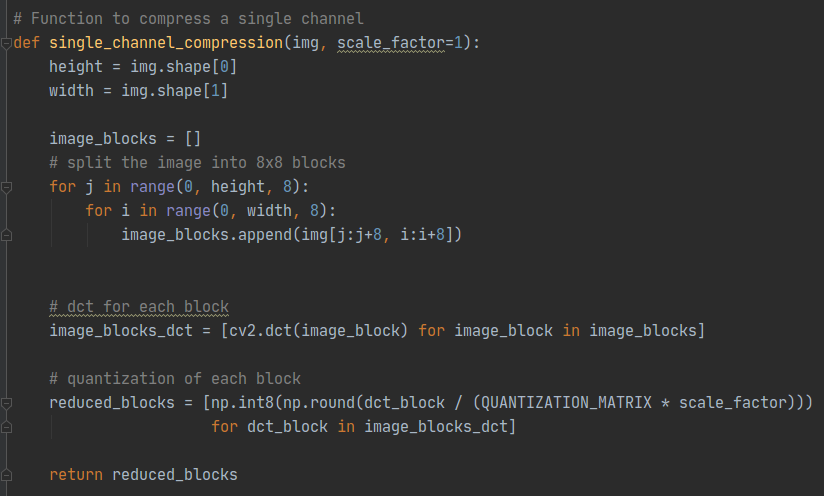 # Function to compress a single channel
def single_channel_compression(img, scale_factor=1):
    height = img.shape[0]
    width = img.shape[1]

    image_blocks = []
    # split the image into 8x8 blocks
    for j in range(0, height, 8):
        for i in range(0, width, 8):
            image_blocks.append(img[j:j+8, i:i+8])


    # dct for each block
    image_blocks_dct = [cv2.dct(image_block) for image_block in image_blocks]

    # quantization of each block
    reduced_blocks = [np.int8(np.round(dct_block / (QUANTIZATION_MATRIX * scale_factor)))
                      for dct_block in image_blocks_dct]

    return reduced_blocks